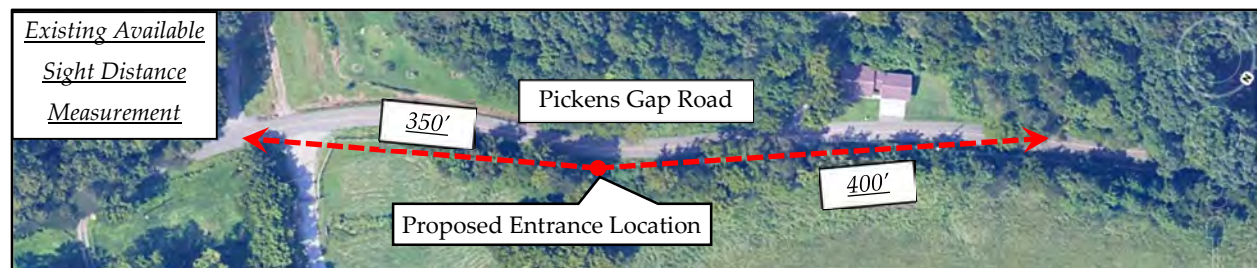 Existing Available
Sight Distance
Measurement
Pickens Gap Road
350'
400'
Proposed Entrance Location
N